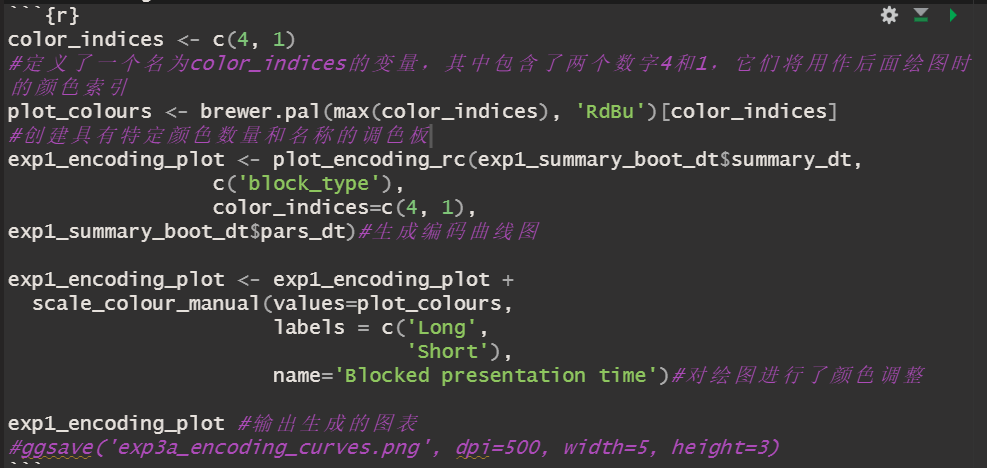 ```{r}
color_indices <- c(4, 1)
#定义了一个名为color_indices的变量，其中包含了两个数字4和1，它们将用作后面绘图时
的颜色索引
plot_colours <- brewer.pal(max(color_indices), 'RdBu')[color_indices]
#创建具有特定颜色数量和名称的调色板
exp1_encoding_plot <- plot_encoding_rc(exp1_summary_boot_dt$summary_dt,
                 c('block_type'),
                 color_indices=c(4, 1),
exp1_summary_boot_dt$pars_dt)#生成编码曲线图

exp1_encoding_plot <- exp1_encoding_plot +
  scale_colour_manual(values=plot_colours,
                      labels = c('Long',
                                 'Short'),
                      name='Blocked presentation time')#对绘图进行了颜色调整

exp1_encoding_plot #输出生成的图表
#ggsave('exp3a_encoding_curves.png', dpi=500, width=5, height=3)
```